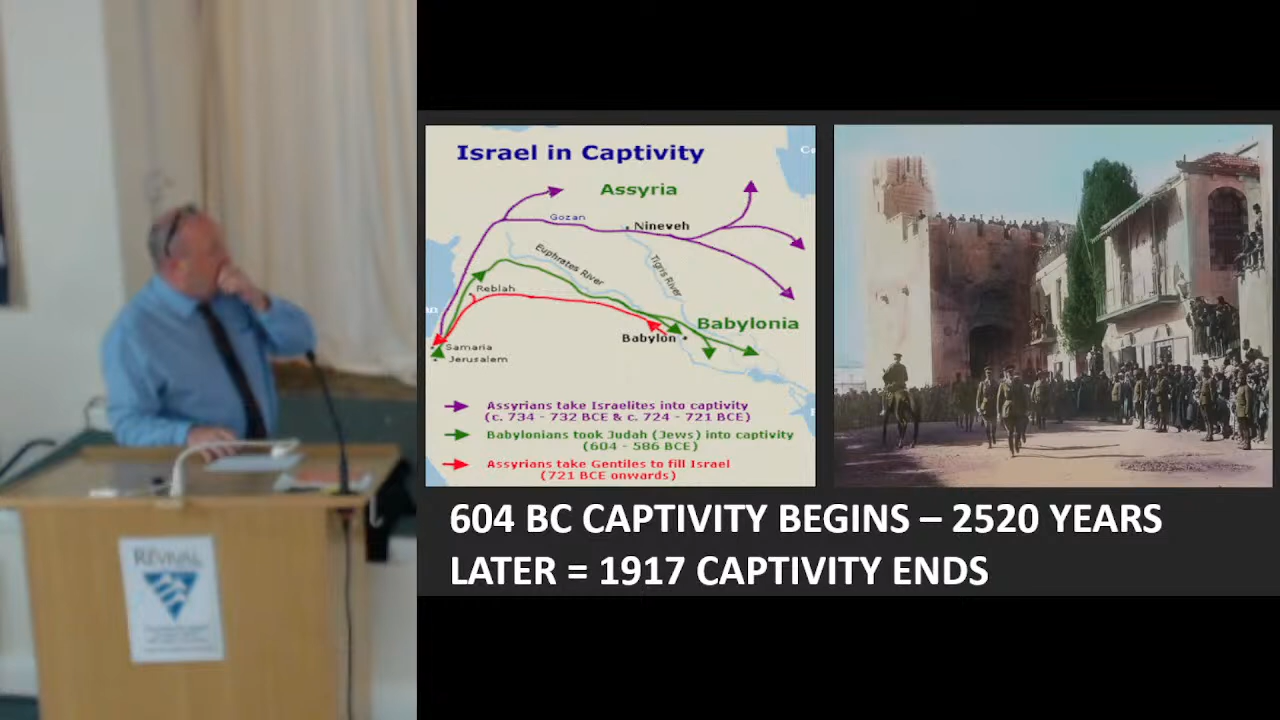 REVIVAL
Israel in Captivity
Assyria
Gozan
Nineveh
Euphrates River
Tigris River
Reblah
Babylonia
Babylon
Samaria
Jerusalem
Assyrians take Israelites into captivity
(c. 734 - 732 BCE & c. 724 - 721 BCE)
Babylonians took Judah (Jews) into captivity
(604 - 586 BCE)
Assyrians take Gentiles to fill Israel
(721 BCE onwards)
604 BC CAPTIVITY BEGINS – 2520 YEARS
LATER = 1917 CAPTIVITY ENDS